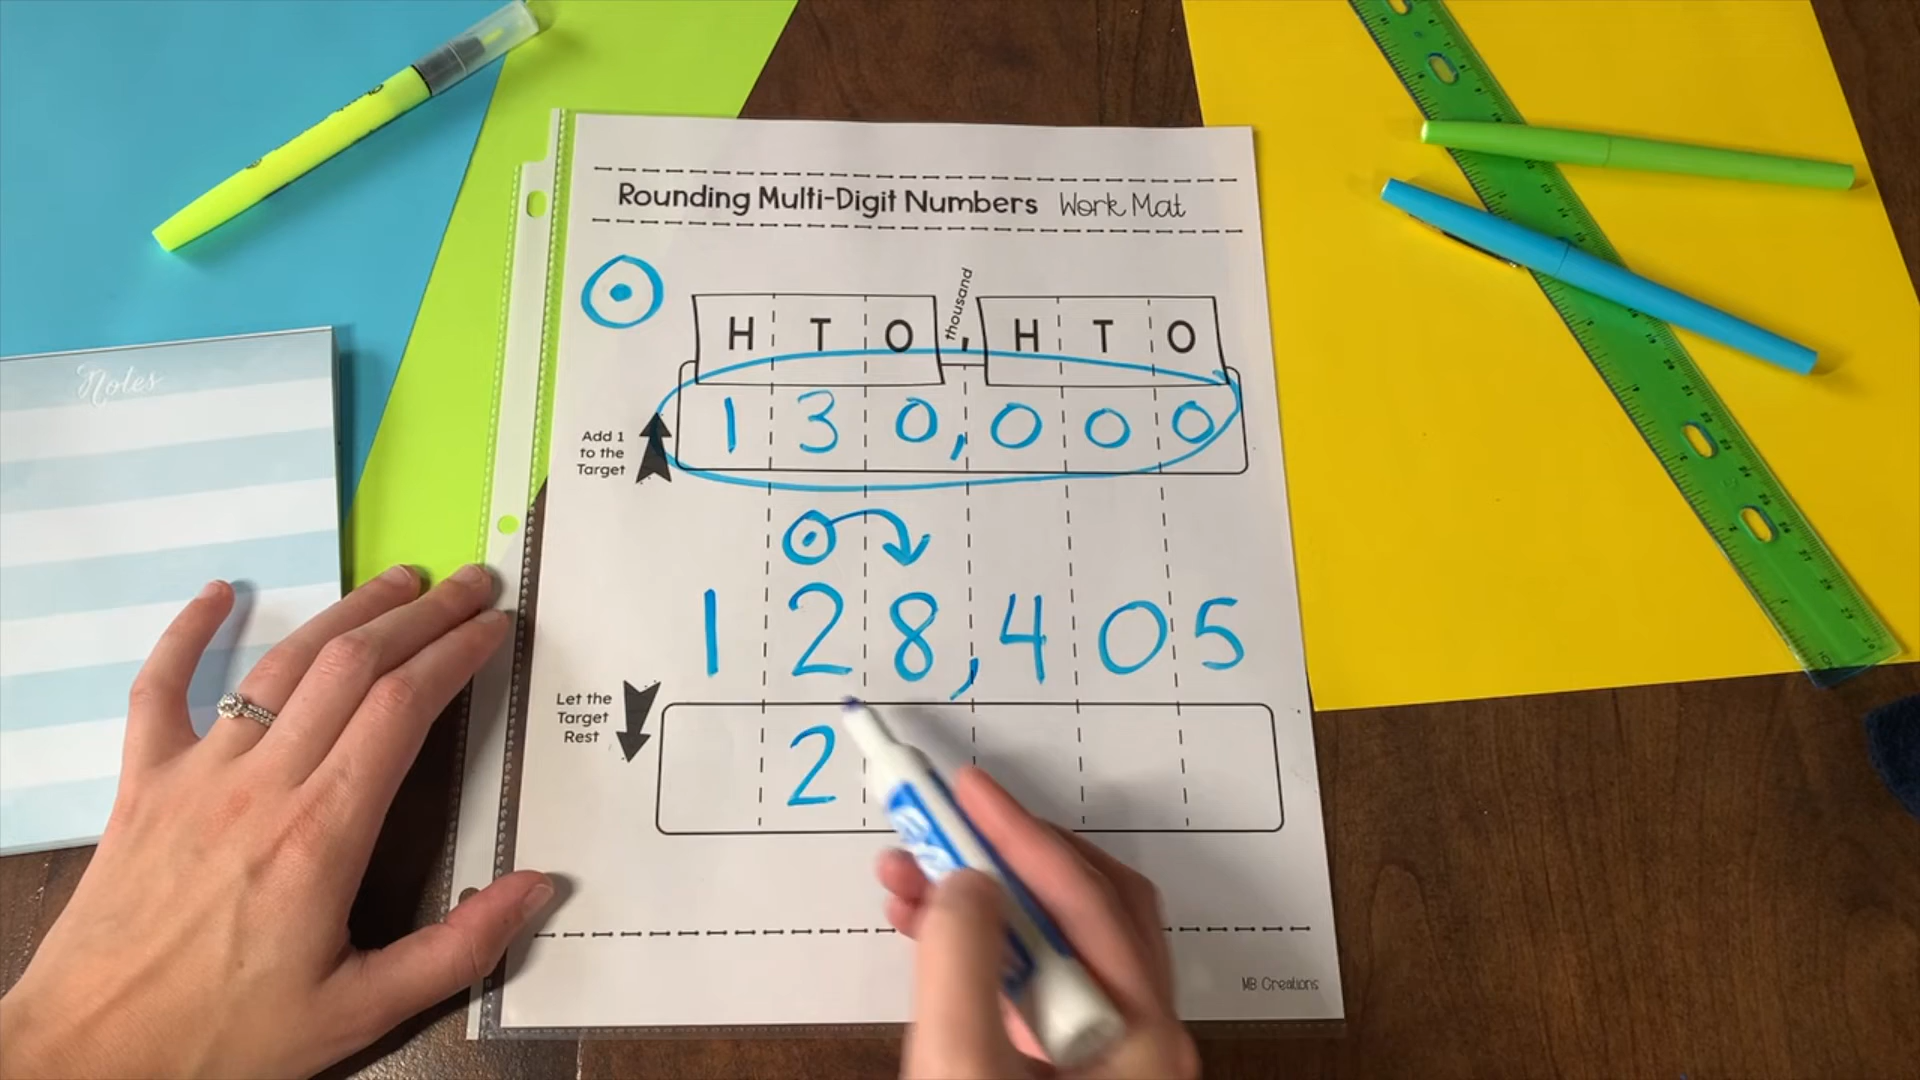 Notes
Rounding Multi-Digit Numbers Work Mat
H T O , thousand H T O
Add 1
to the
Target
1 3 0 , 0 0 0
1 2 8 , 4 0 5
Let the
Target
Rest
2
MB Creations